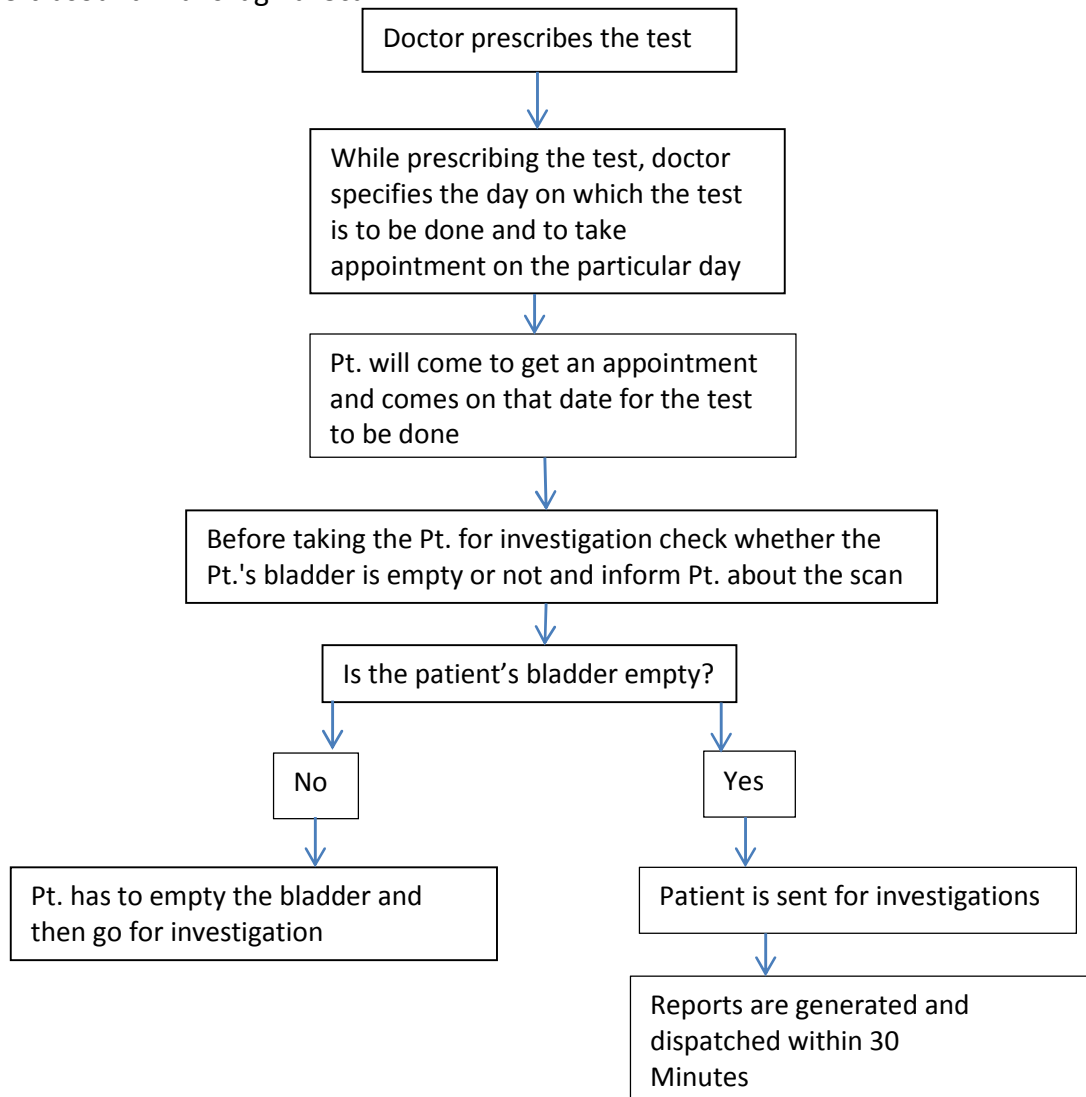 Doctor prescribes the test
While prescribing the test, doctor
specifies the day on which the test
is to be done and to take
appointment on the particular day
Pt. will come to get an appointment
and comes on that date for the test
to be done
Before taking the Pt. for investigation check whether the
Pt.'s bladder is empty or not and inform Pt. about the scan
Is the patient’s bladder empty?
No
Yes
Pt. has to empty the bladder and
then go for investigation
Patient is sent for investigations
Reports are generated and
dispatched within 30
Minutes